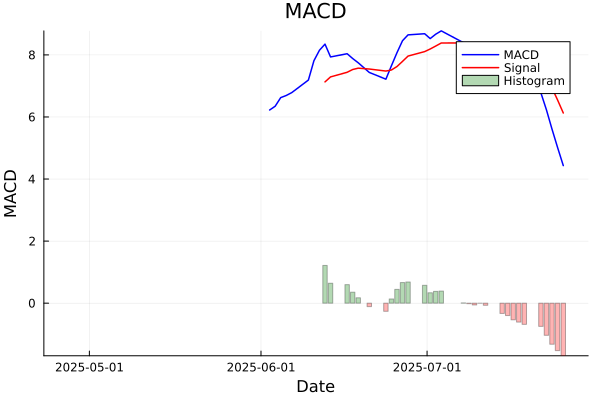 MACD
MACD
Signal
Histogram
8
6
4
2
0
MACD
2025-05-01
2025-06-01
2025-07-01
Date